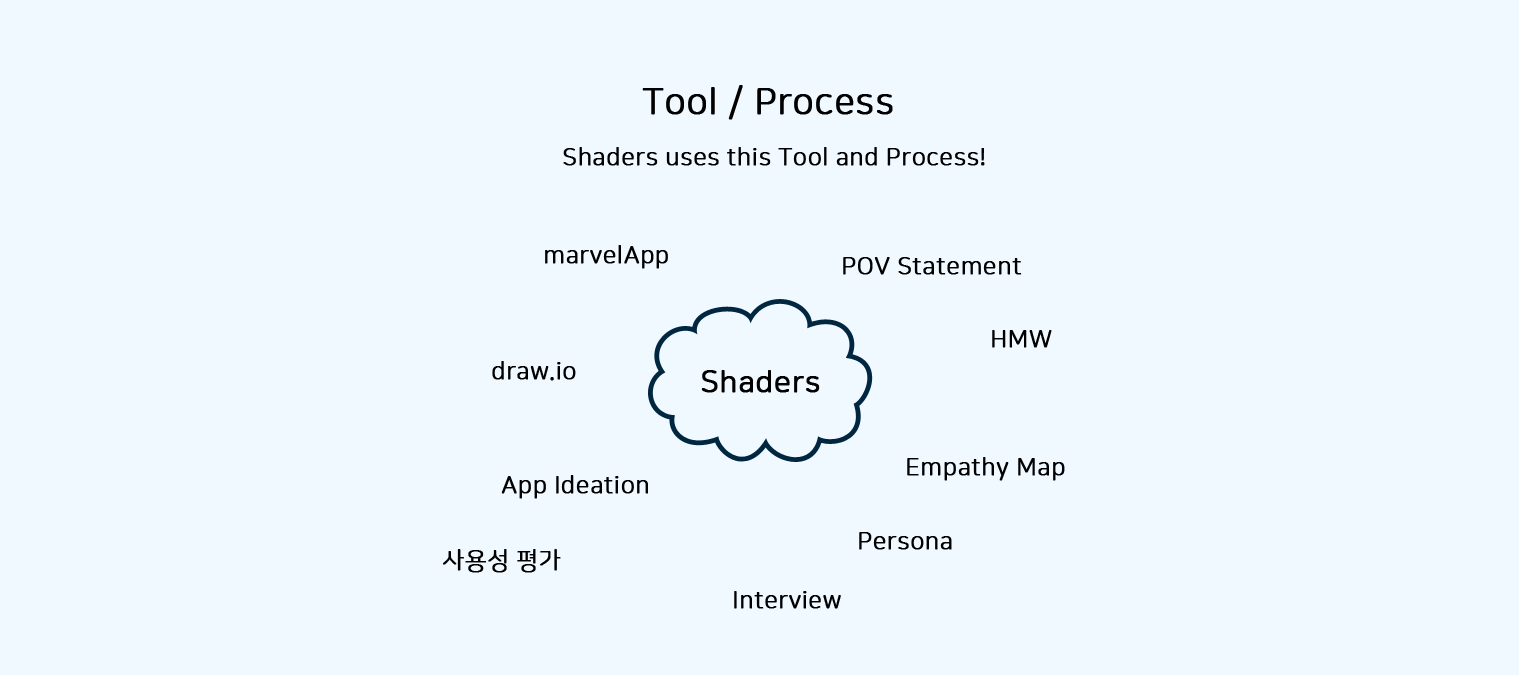 Tool / Process
Shaders uses this Tool and Process!
marvelApp
POV Statement
HMW
draw.io
Shaders
Empathy Map
App Ideation
Persona
사용성 평가
Interview